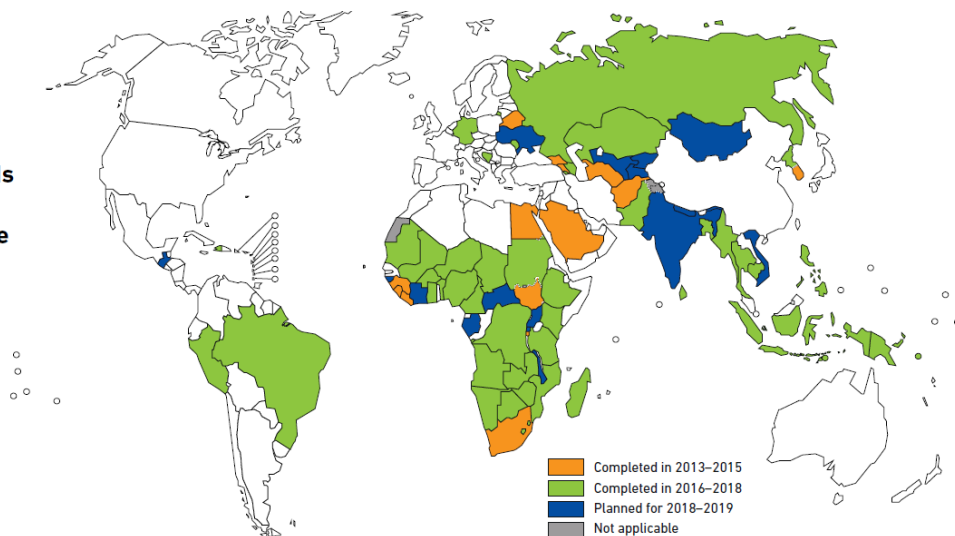 Completed in 2013–2015
Completed in 2016–2018
Planned for 2018–2019
Not applicable